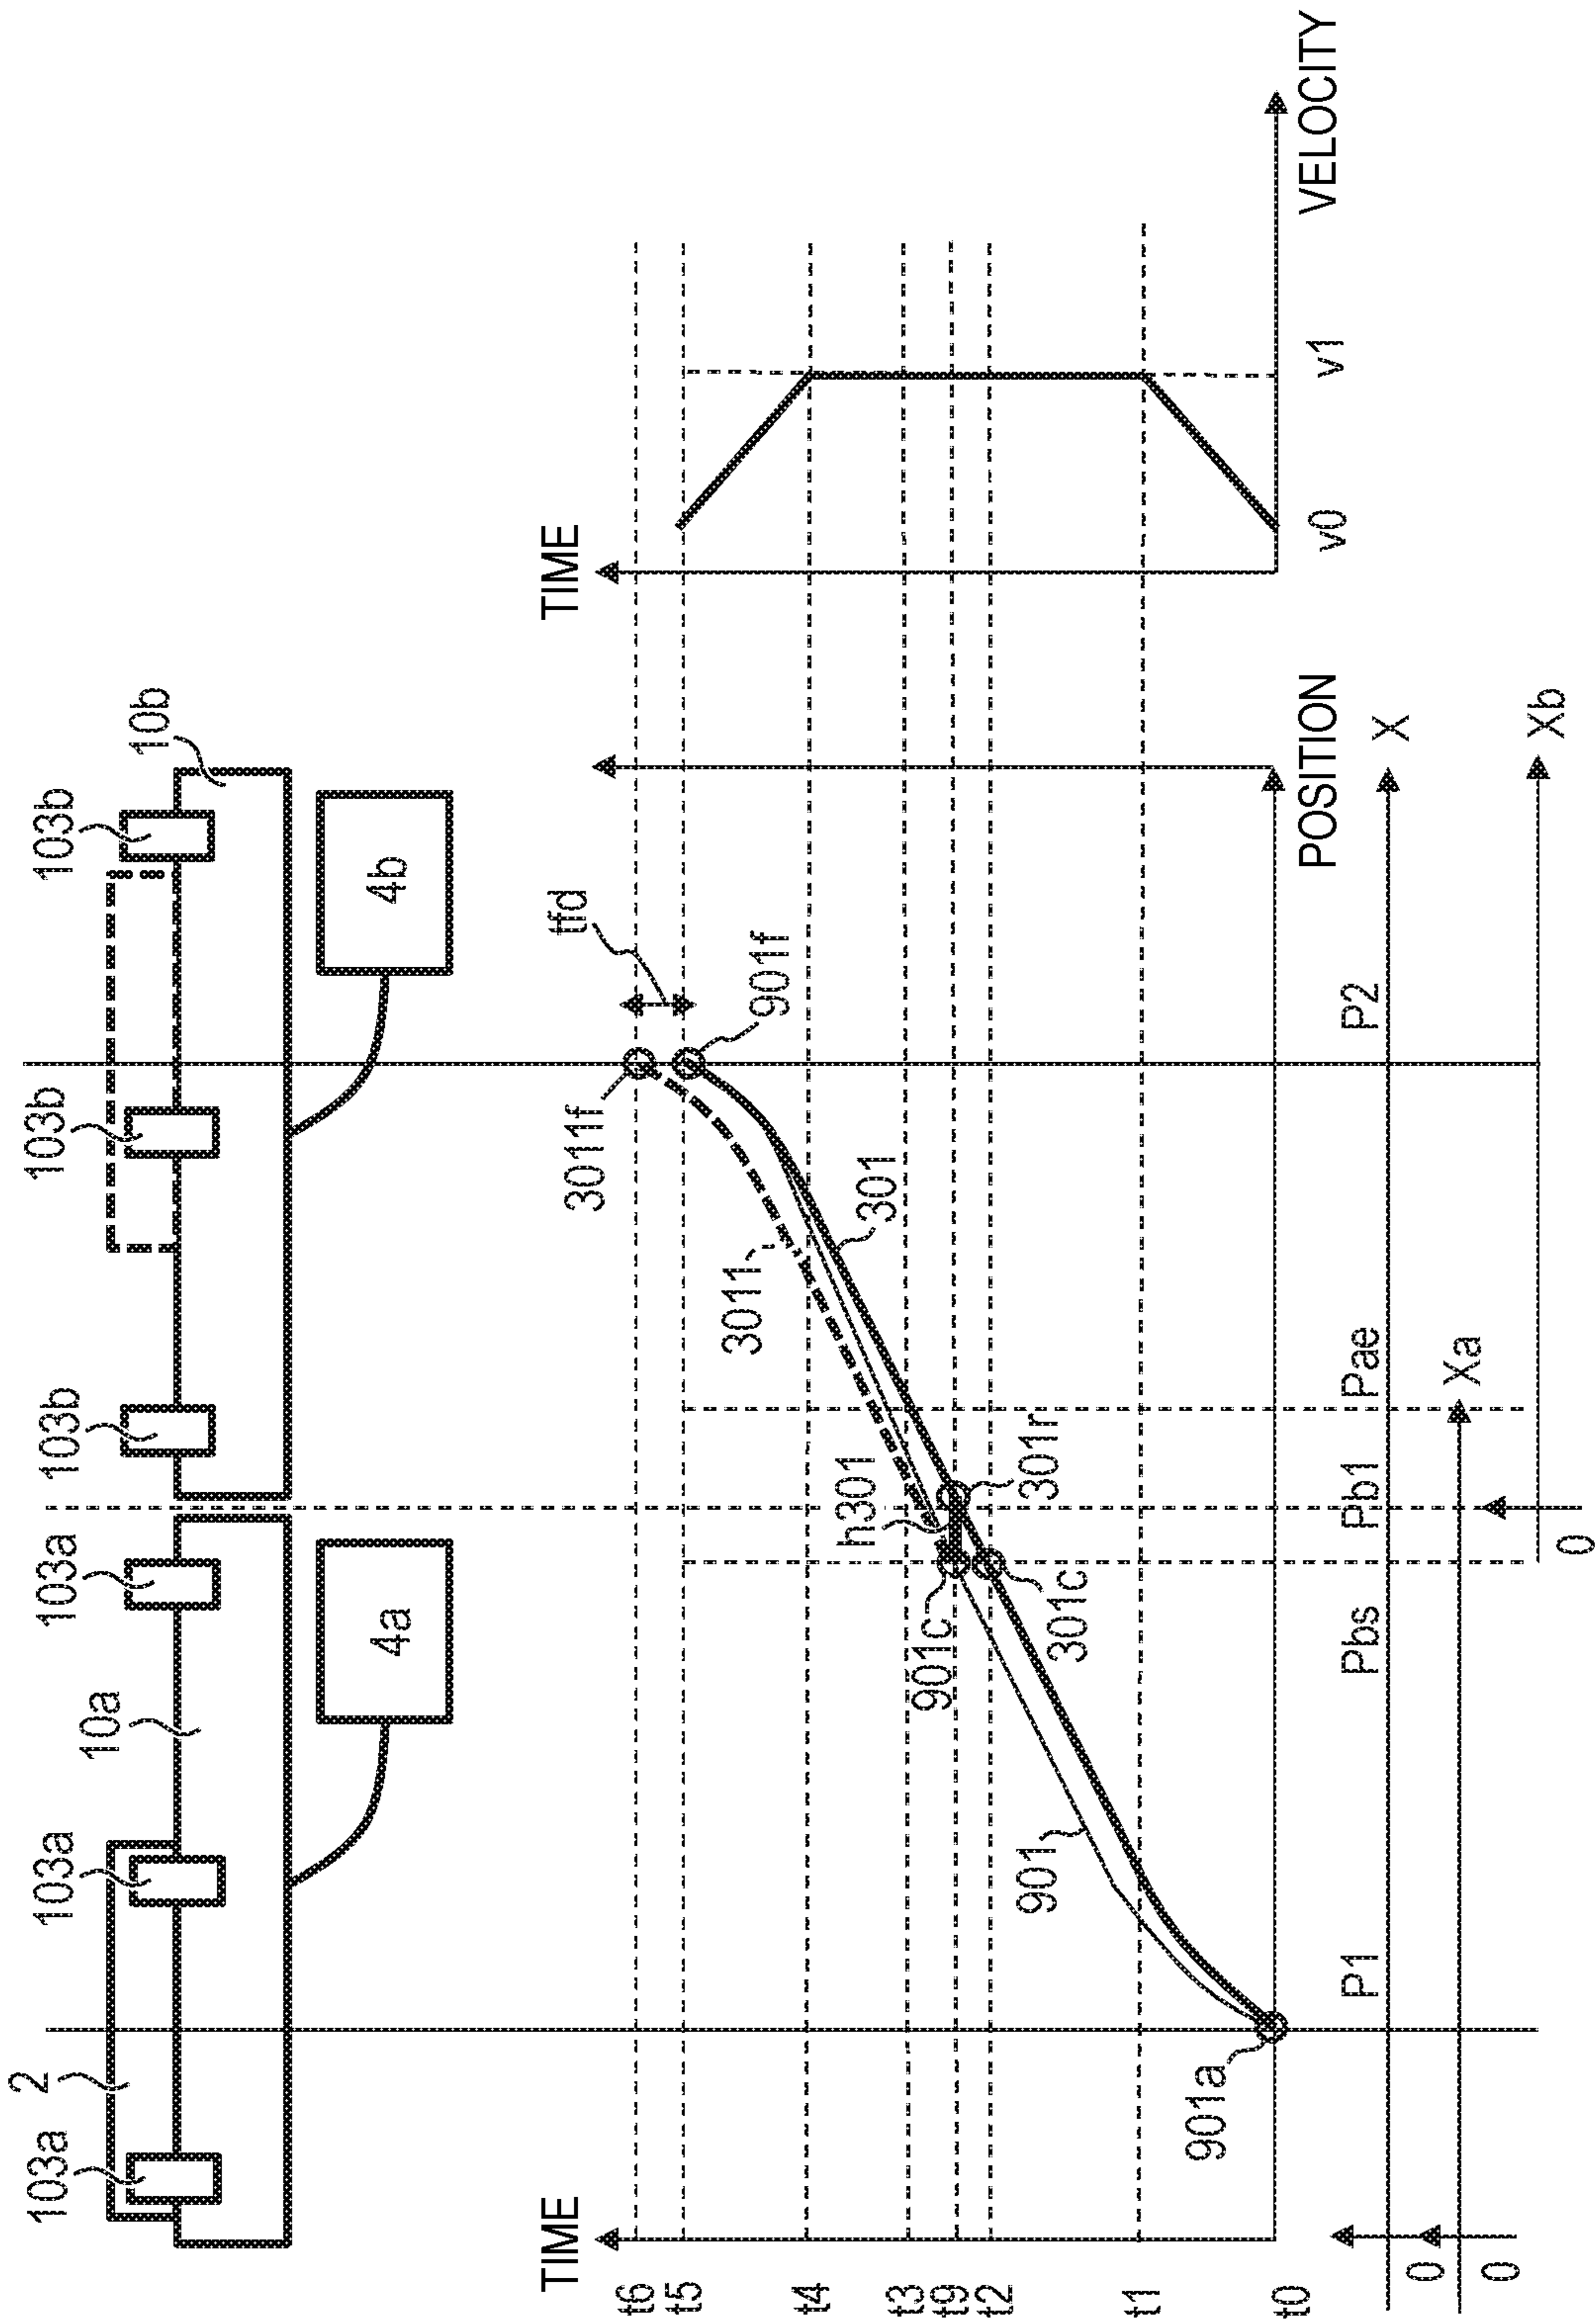 103a
2
103a
10a
103a
103b
103b
103b
10b
4a
4b
TIME
t6
t5
t4
t3
t9
t2
t1
t0
901a
901
901c
301c
h301
301r
3011
301
3011f
901f
tfd
POSITION
TIME
v0
v1
VELOCITY
P1
Pbs
Pb1
Pae
P2
X
0
Xa
0
Xb
0